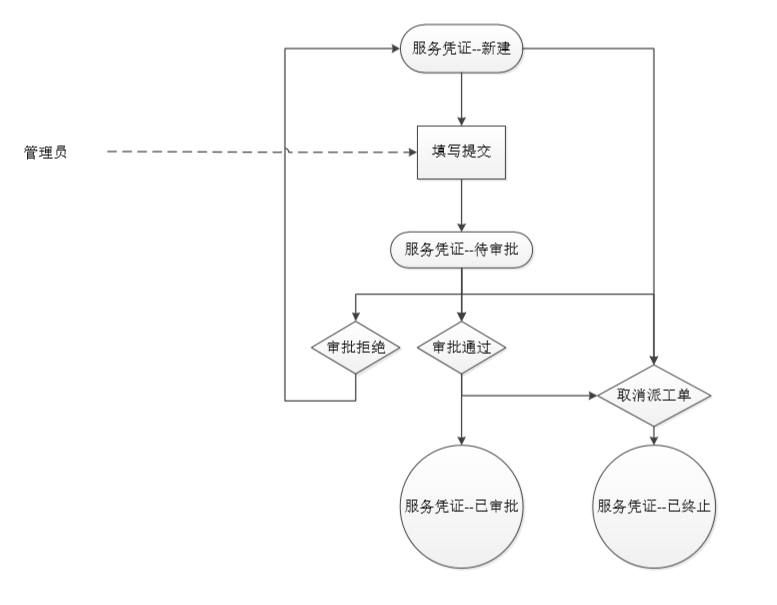 服务凭证--新建
管理员
填写提交
服务凭证--待审批
审批拒绝
审批通过
取消派工单
服务凭证--已审批
服务凭证--已终止